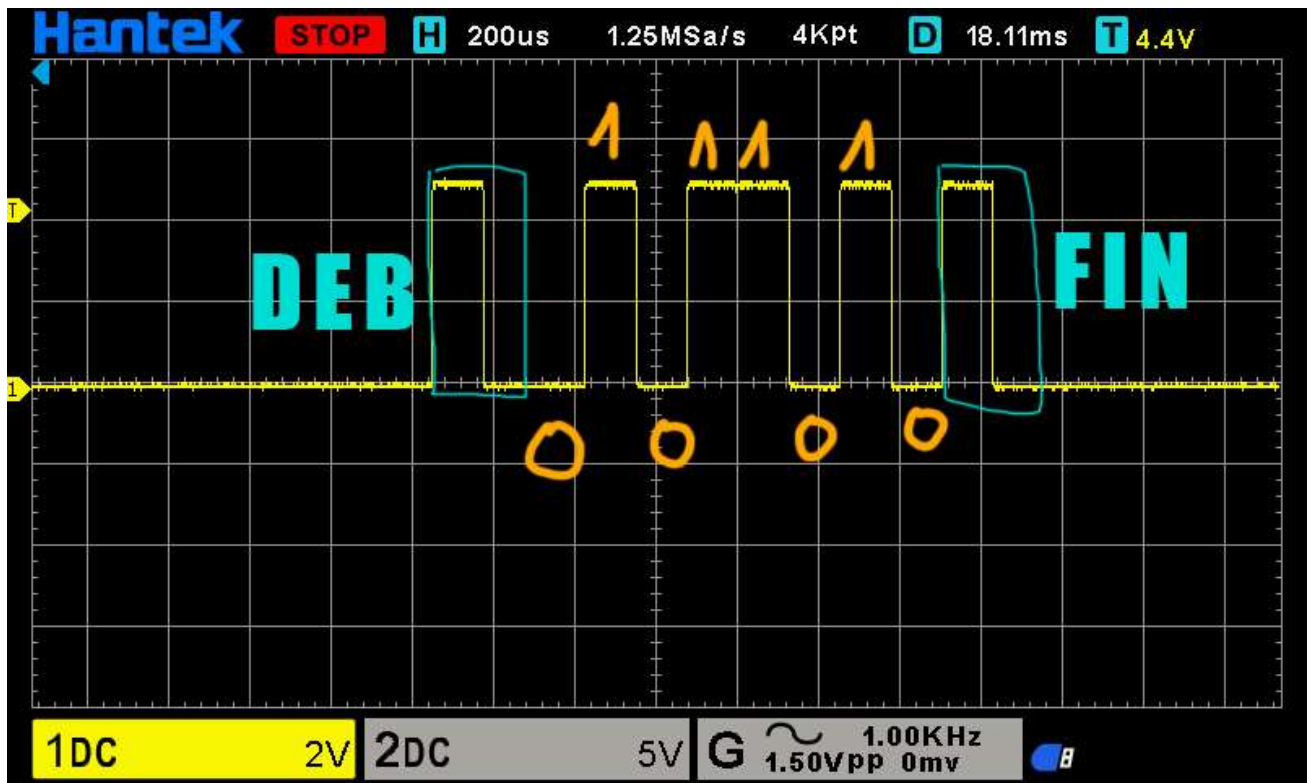 Hantek STOP H 200us 1.25MSa/s 4Kpt D 18.11ms T 4.4V
1 1 1 1
T
DEB FIN
1
0 0 0 0
1DC 2V 2DC 5V G 1.00KHz
1.50Vpp 0mv